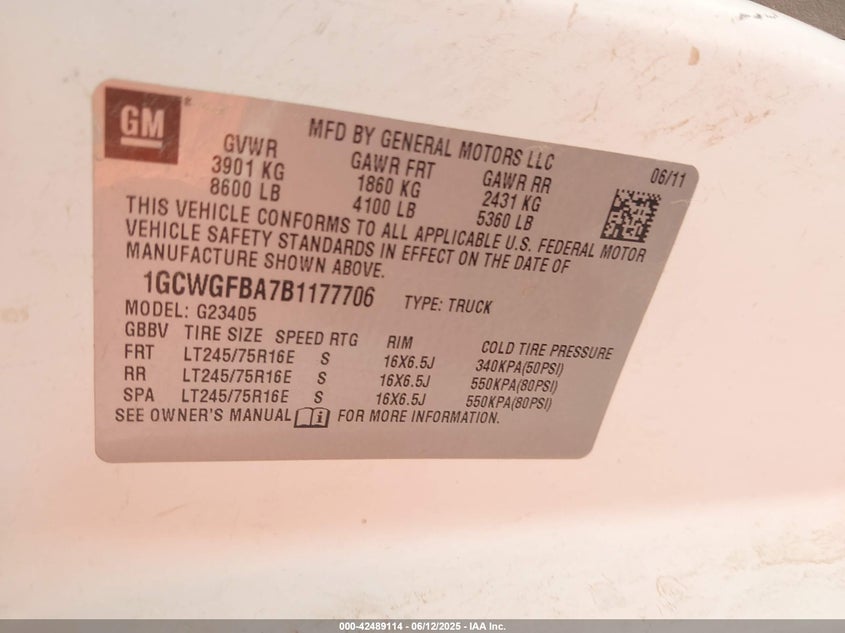 GM
MFD BY GENERAL MOTORS LLC
06/11
GVWR GAWR FRT GAWR RR
3901 KG 1860 KG 2431 KG
8600 LB 4100 LB 5360 LB
THIS VEHICLE CONFORMS TO ALL APPLICABLE U.S. FEDERAL MOTOR
VEHICLE SAFETY STANDARDS IN EFFECT ON THE DATE OF
MANUFACTURE SHOWN ABOVE.
1GCWGFBA7B1177706 TYPE: TRUCK
MODEL: G23405
GBBV TIRE SIZE SPEED RTG RIM COLD TIRE PRESSURE
FRT LT245/75R16E S 16X6.5J 340KPA(50PSI)
RR LT245/75R16E S 16X6.5J 550KPA(80PSI)
SPA LT245/75R16E S 16X6.5J 550KPA(80PSI)
SEE OWNER'S MANUAL i FOR MORE INFORMATION.
000-42489114 - 06/12/2025 - IAA Inc.